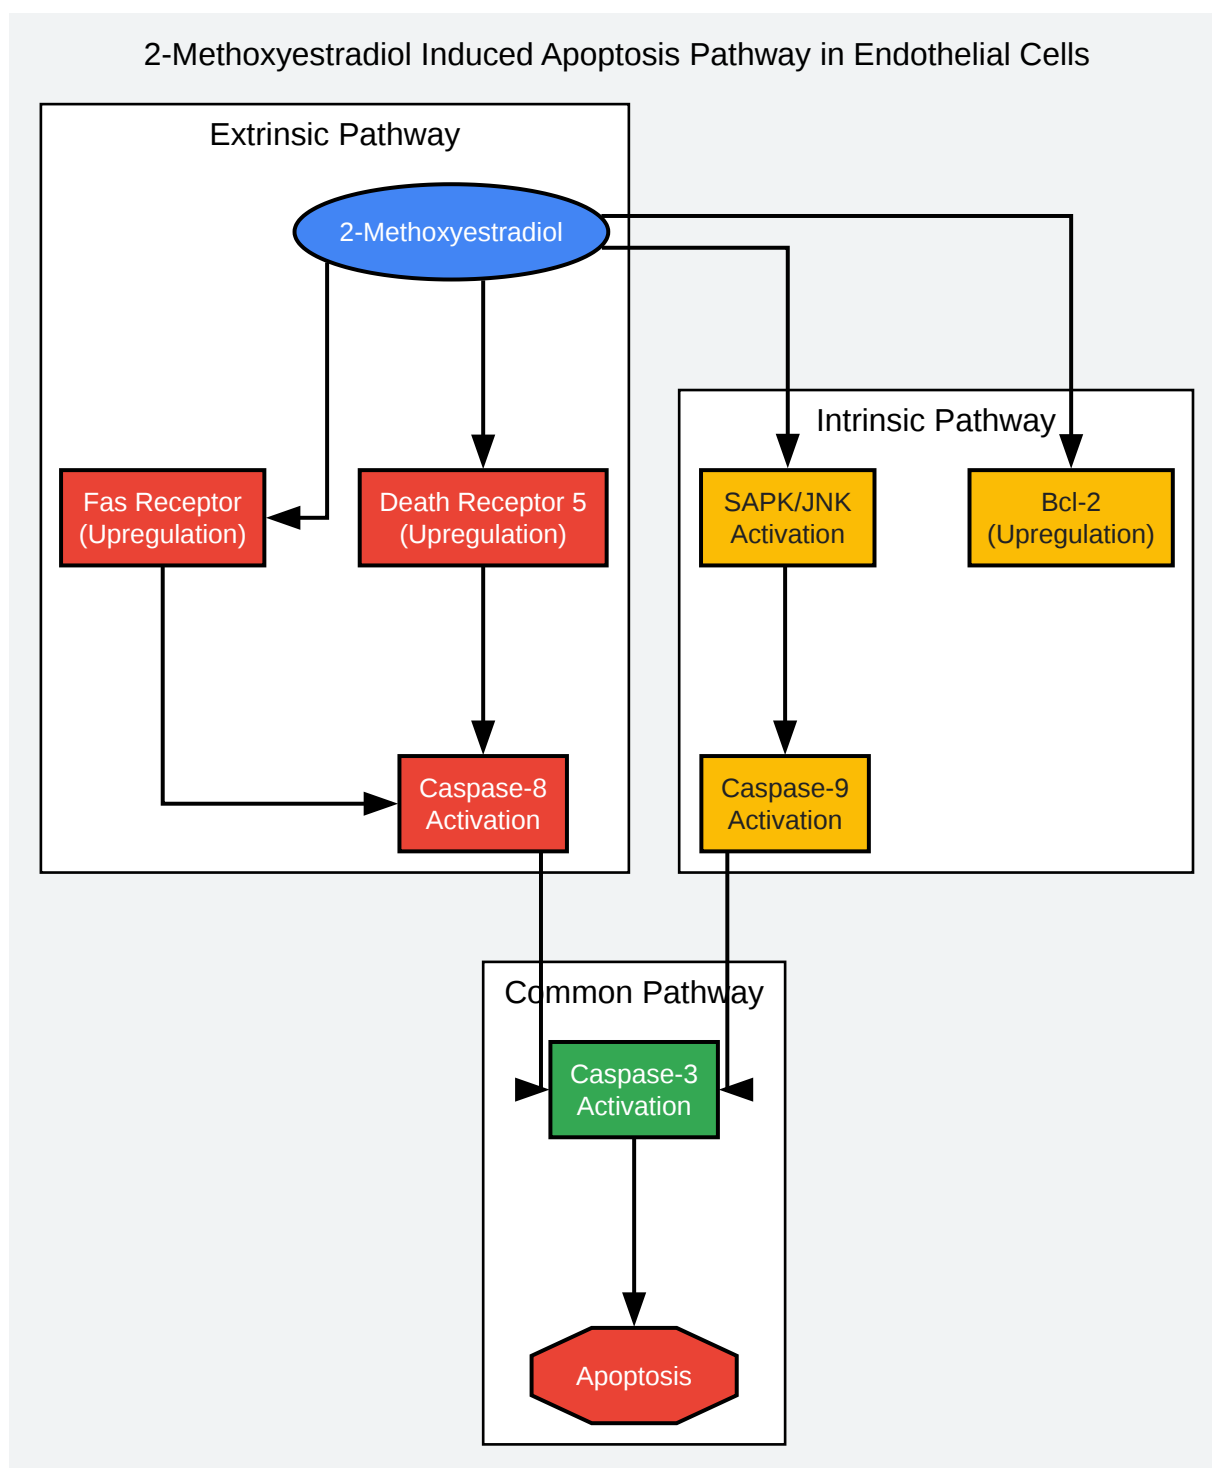 2-Methoxyestradiol Induced Apoptosis Pathway in Endothelial Cells
Extrinsic Pathway
2-Methoxyestradiol
Intrinsic Pathway
Fas Receptor
(Upregulation)
Death Receptor 5
(Upregulation)
SAPK/JNK
Activation
Bcl-2
(Upregulation)
Caspase-8
Activation
Caspase-9
Activation
Common Pathway
Caspase-3
Activation
Apoptosis